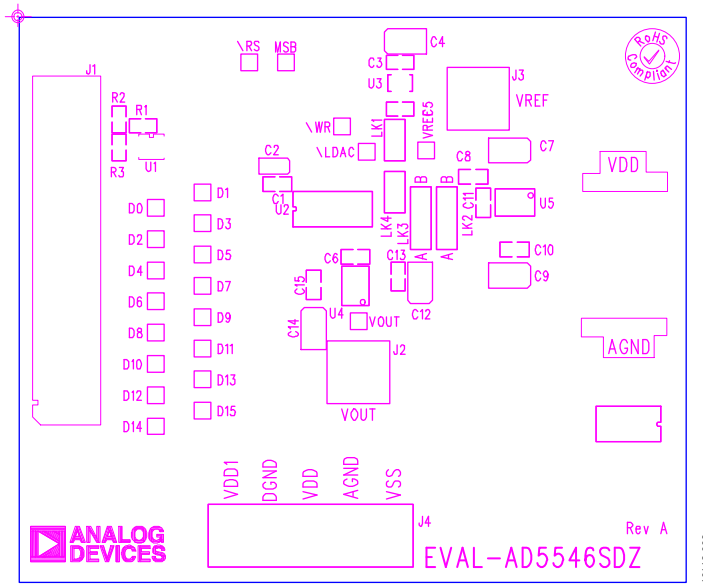 \RS
MSB
C4
C3
U3
J3
VREF
RoHS
Compliant
J1
R2
R1
R3
U1
\WR
\LDAC
LK1
VREC5
C7
C8
VDD
C2
C1
U2
LK4
LK3
B
B
A
A
LK2
C11
U5
D0
D1
D2
D3
D4
D5
D6
D7
D8
D9
D10
D11
D12
D13
D14
D15
C6
C13
C10
C9
C15
U4
C12
C14
VOUT
J2
VOUT
AGND
VDD1
DGND
VDD
AGND
VSS
J4
ANALOG
DEVICES
Rev A
EVAL-AD5546SDZ